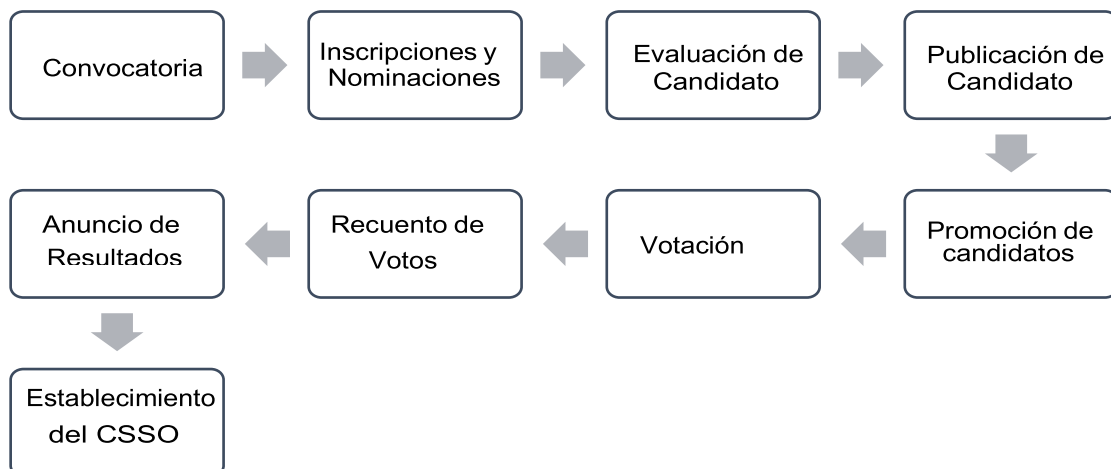 Convocatoria
Inscripciones y
Nominaciones
Evaluación de
Candidato
Publicación de
Candidato
Promoción de
candidatos
Votación
Recuento de
Votos
Anuncio de
Resultados
Establecimiento
del CSSO